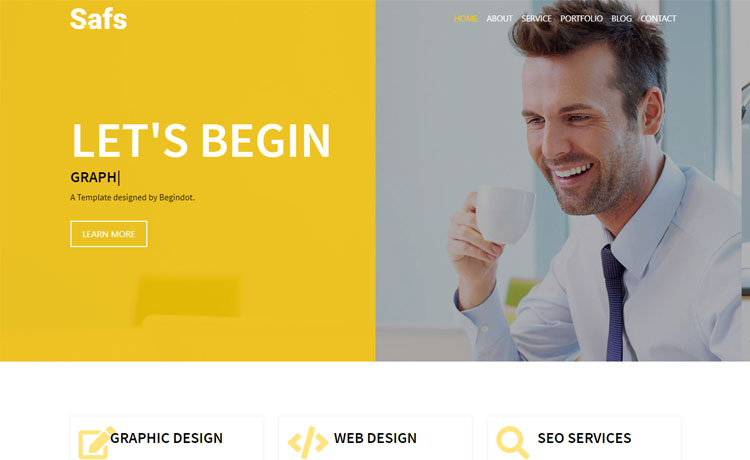 Safs
HOME ABOUT SERVICE PORTFOLIO BLOG CONTACT
LET'S BEGIN
GRAPH|
A Template designed by Begindot.
LEARN MORE
GRAPHIC DESIGN
WEB DESIGN
SEO SERVICES